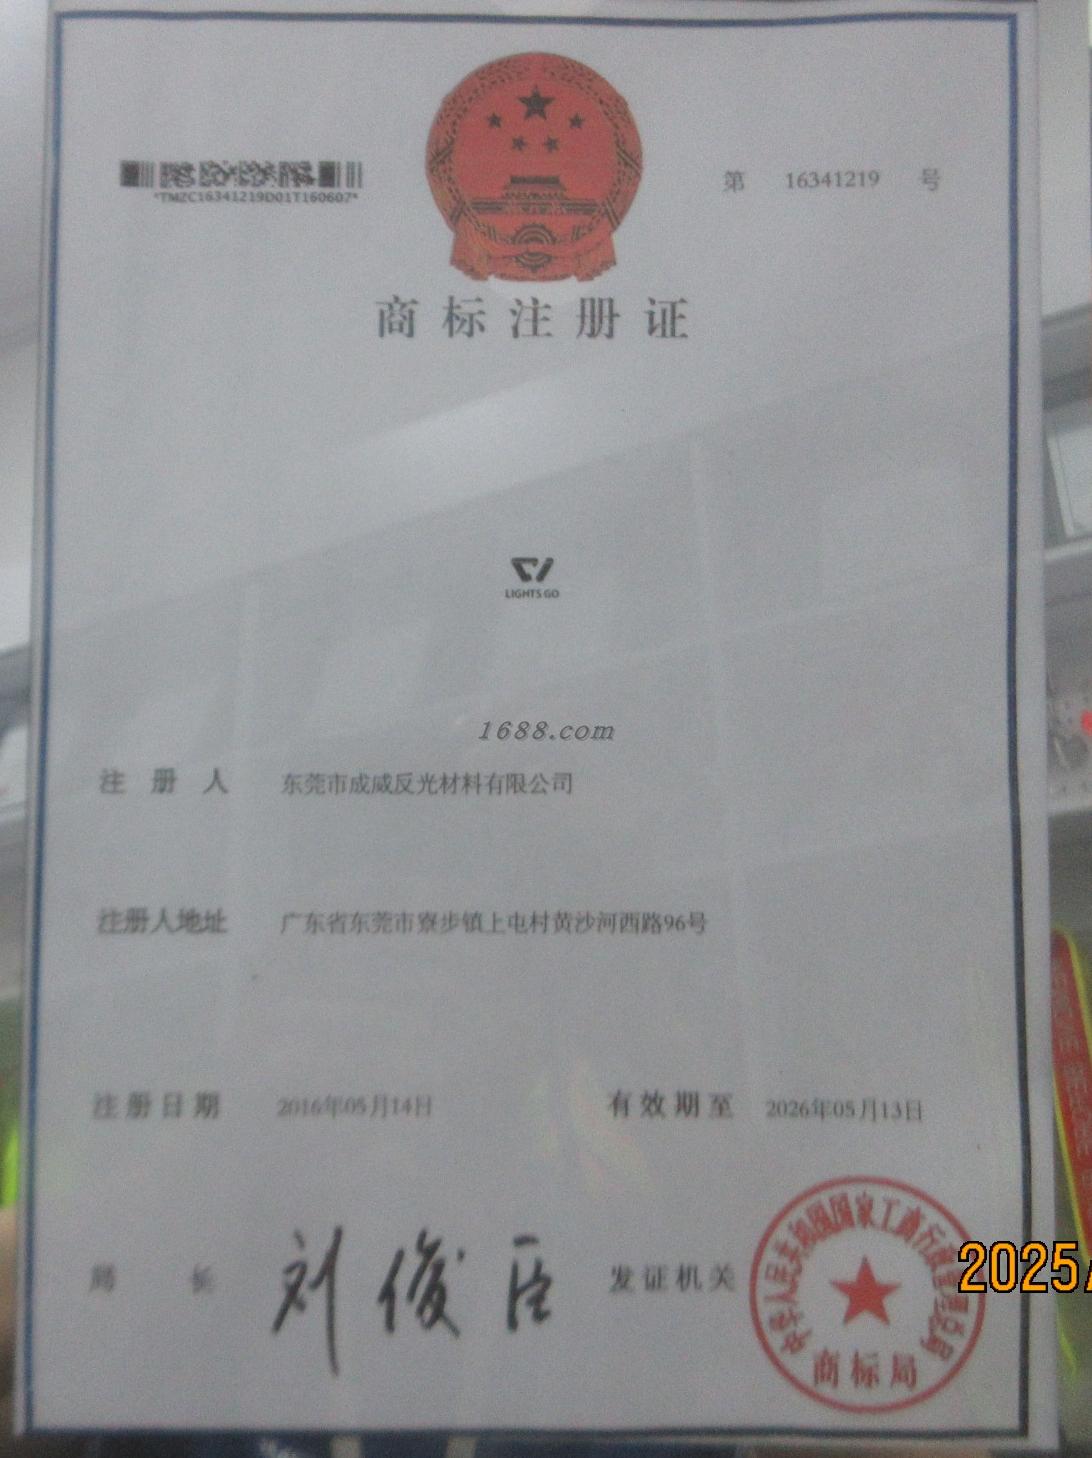 *TMZC16341219D01T160607*
第 16341219 号
商标注册证
LIGHTS GO
1688.com
注册人 东莞市成威反光材料有限公司
注册人地址 广东省东莞市寮步镇上屯村黄沙河西路96号
注册日期 2016年05月14日 有效期至 2026年05月13日
局长 刘俊臣 发证机关
中华人民共和国国家工商行政管理总局
商标局
2025/